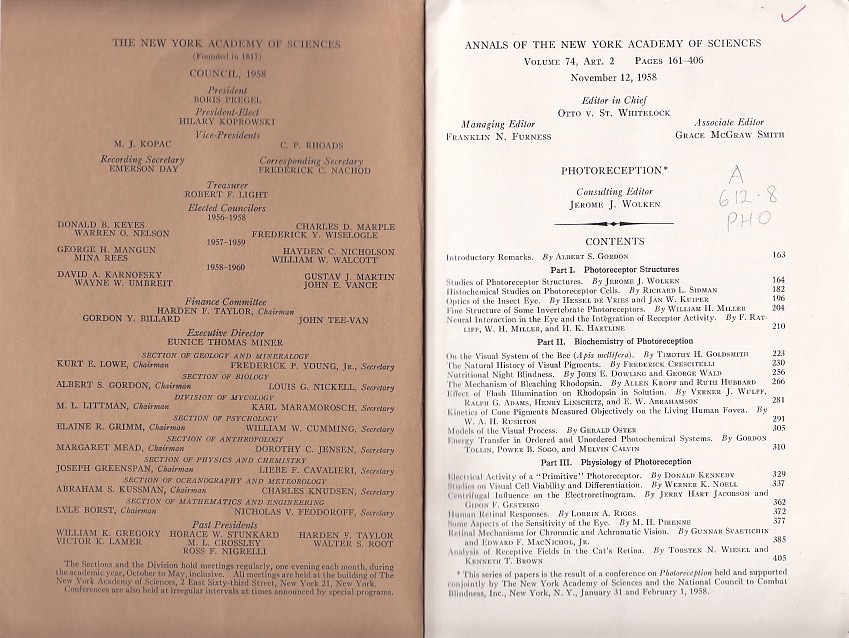 THE NEW YORK ACADEMY OF SCIENCES
(Founded in 1817)
COUNCIL, 1958
President
BORIS PREGEL
President-Elect
HILARY KOPROWSKI
Vice-Presidents
M. J. KOPAC C. P. RHOADS
Recording Secretary Corresponding Secretary
EMERSON DAY FREDERICK C. NACHOD
Treasurer
ROBERT F. LIGHT
Elected Councilors
1956–1958
DONALD B. KEYES CHARLES D. MARPLE
WARREN O. NELSON FREDERICK Y. WISELOGLE
1957–1959
GEORGE H. MANGUN HAYDEN C. NICHOLSON
MINA REES WILLIAM W. WALCOTT
1958–1960
DAVID A. KARNOFSKY GUSTAV J. MARTIN
WAYNE W. UMBREIT JOHN E. VANCE
Finance Committee
HARDEN F. TAYLOR, Chairman
GORDON Y. BILLARD JOHN TEE-VAN
Executive Director
EUNICE THOMAS MINER
SECTION OF GEOLOGY AND MINERALOGY
KURT E. LOWE, Chairman FREDERICK P. YOUNG, Jr., Secretary
SECTION OF BIOLOGY
ALBERT S. GORDON, Chairman LOUIS G. NICKELL, Secretary
DIVISION OF MYCOLOGY
M. L. LITTMAN, Chairman KARL MARAMOROSCH, Secretary
SECTION OF PSYCHOLOGY
ELAINE R. GRIMM, Chairman WILLIAM W. CUMMING, Secretary
SECTION OF ANTHROPOLOGY
MARGARET MEAD, Chairman DOROTHY C. JENSEN, Secretary
SECTION OF PHYSICS AND CHEMISTRY
JOSEPH GREENSPAN, Chairman LIEBE F. CAVALIERI, Secretary
SECTION OF OCEANOGRAPHY AND METEOROLOGY
ABRAHAM S. KUSSMAN, Chairman CHARLES KNUDSEN, Secretary
SECTION OF MATHEMATICS AND ENGINEERING
LYLE BORST, Chairman NICHOLAS V. FEODOROFF, Secretary
Past Presidents
WILLIAM K. GREGORY HORACE W. STUNKARD HARDEN F. TAYLOR
VICTOR K. LAMER M. L. CROSSLEY WALTER S. ROOT
ROSS F. NIGRELLI
The Sections and the Division hold meetings regularly, one evening each month, during
the academic year, October to May, inclusive. All meetings are held at the building of The
New York Academy of Sciences, 2 East Sixty-third Street, New York 21, New York.
Conferences are also held at irregular intervals at times announced by special programs.
ANNALS OF THE NEW YORK ACADEMY OF SCIENCES
VOLUME 74, ART. 2 PAGES 161–406
November 12, 1958
Editor in Chief
OTTO V. ST. WHITELOCK
Managing Editor Associate Editor
FRANKLIN N. FURNESS GRACE MCGRAW SMITH
A
612.8
PHO
PHOTORECEPTION*
Consulting Editor
JEROME J. WOLKEN
CONTENTS
Introductory Remarks. By ALBERT S. GORDON 163
Part I. Photoreceptor Structures
Studies of Photoreceptor Structures. By JEROME J. WOLKEN 164
Histochemical Studies on Photoreceptor Cells. By RICHARD L. SIDMAN 182
Optics of the Insect Eye. By HESSEL DE VRIES and JAN W. KUIPER 196
Fine Structure of Some Invertebrate Photoreceptors. By WILLIAM H. MILLER 204
Neural Interaction in the Eye and the Integration of Receptor Activity. By F. RAT-
LIFF, W. H. MILLER, and H. K. HARTLINE 210
Part II. Biochemistry of Photoreception
On the Visual System of the Bee (Apis mellifera). By TIMOTHY H. GOLDSMITH 223
The Natural History of Visual Pigments. By FREDERICK CRESCITELLI 230
Nutritional Night Blindness. By JOHN E. DOWLING and GEORGE WALD 256
The Mechanism of Bleaching Rhodopsin. By ALLEN KROPF and RUTH HUBBARD 266
Effect of Flash Illumination on Rhodopsin in Solution. By VERNER J. WULFF,
RALPH G. ADAMS, HENRY LINSCHITZ, and E. W. ABRAHAMSON 281
Kinetics of Cone Pigments Measured Objectively on the Living Human Fovea. By
W. A. H. RUSHTON 291
Models of the Visual Process. By GERALD OSTER 305
Energy Transfer in Ordered and Unordered Photochemical Systems. By GORDON
TOLLIN, POWER B. SOGO, and MELVIN CALVIN 310
Part III. Physiology of Photoreception
Electrical Activity of a "Primitive" Photoreceptor. By DONALD KENNEDY 329
Studies on Visual Cell Viability and Differentiation. By WERNER K. NOELL 337
Centrifugal Influence on the Electroretinogram. By JERRY HART JACOBSON and
GIDEON F. GESTRING 362
Human Retinal Responses. By LORRIN A. RIGGS 372
Some Aspects of the Sensitivity of the Eye. By M. H. PIRENNE 377
Retinal Mechanisms for Chromatic and Achromatic Vision. By GUNNAR SVAETICHIN
and EDWARD F. MACNICHOL, JR. 385
Analysis of Receptive Fields in the Cat's Retina. By TORSTEN N. WIESEL and
KENNETH T. BROWN 405
* This series of papers is the result of a conference on Photoreception held and supported
conjointly by The New York Academy of Sciences and the National Council to Combat
Blindness, Inc., New York, N. Y., January 31 and February 1, 1958.